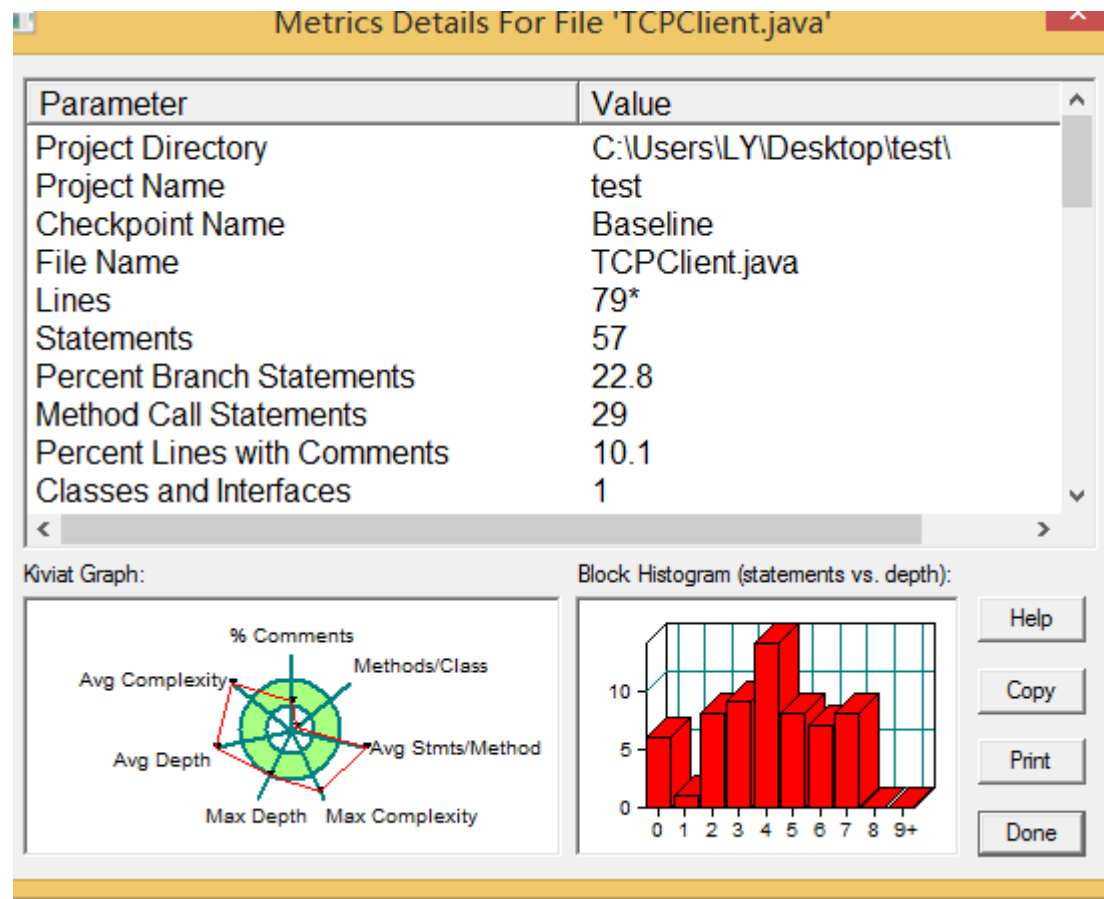 Metrics Details For File 'TCPClient.java'
Parameter Value
Project Directory C:\Users\LY\Desktop\test\
Project Name test
Checkpoint Name Baseline
File Name TCPClient.java
Lines 79*
Statements 57
Percent Branch Statements 22.8
Method Call Statements 29
Percent Lines with Comments 10.1
Classes and Interfaces 1
Kiviat Graph:
% Comments
Methods/Class
Avg Complexity
Avg Stmts/Method
Avg Depth
Max Depth Max Complexity
Block Histogram (statements vs. depth):
10
5
0
0 1 2 3 4 5 6 7 8 9+
Help
Copy
Print
Done